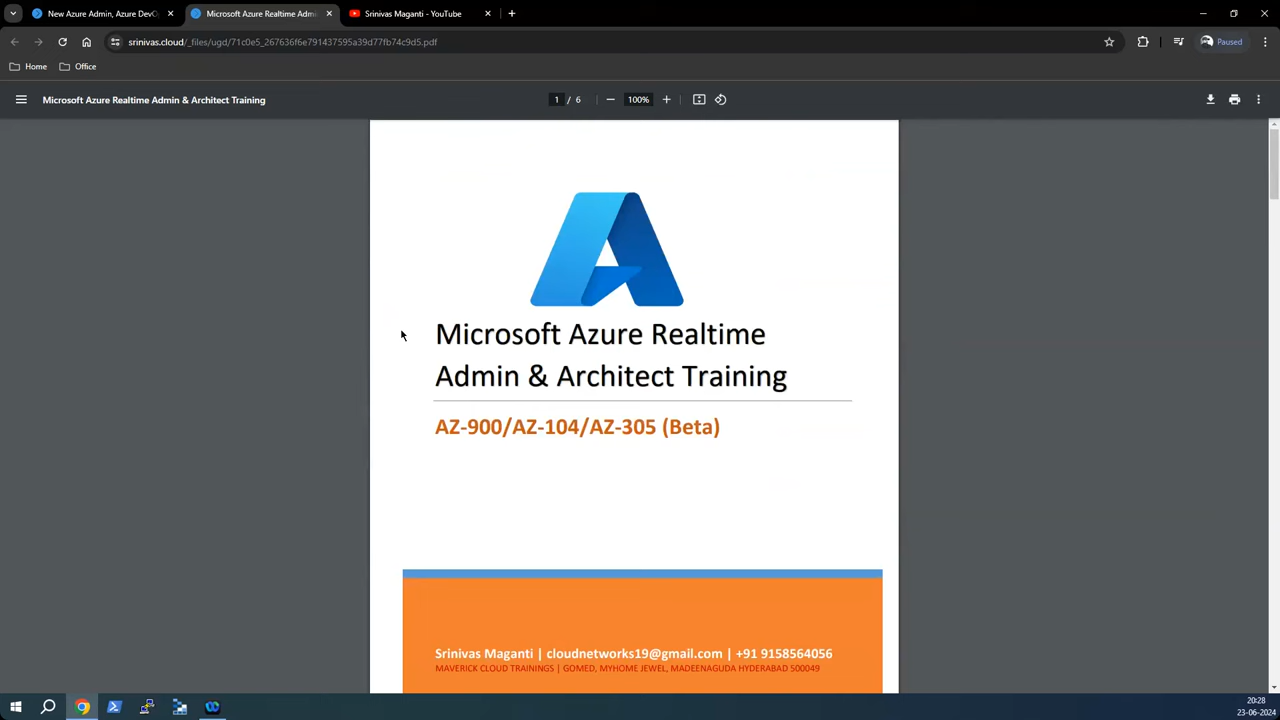 New Azure Admin, Azure DevO
Microsoft Azure Realtime Admi
Srinivas Maganti - YouTube
srinivas.cloud/_files/ugd/71c0e5_267636f6e791437595a39d77fb74c9d5.pdf
Paused
Home
Office
Microsoft Azure Realtime Admin & Architect Training
1 / 6
100%
Microsoft Azure Realtime
Admin & Architect Training
AZ-900/AZ-104/AZ-305 (Beta)
Srinivas Maganti | cloudnetworks19@gmail.com | +91 9158564056
MAVERICK CLOUD TRAININGS | GOMED, MYHOME JEWEL, MADEENAGUDA HYDERABAD 500049
20:28
23-06-2024